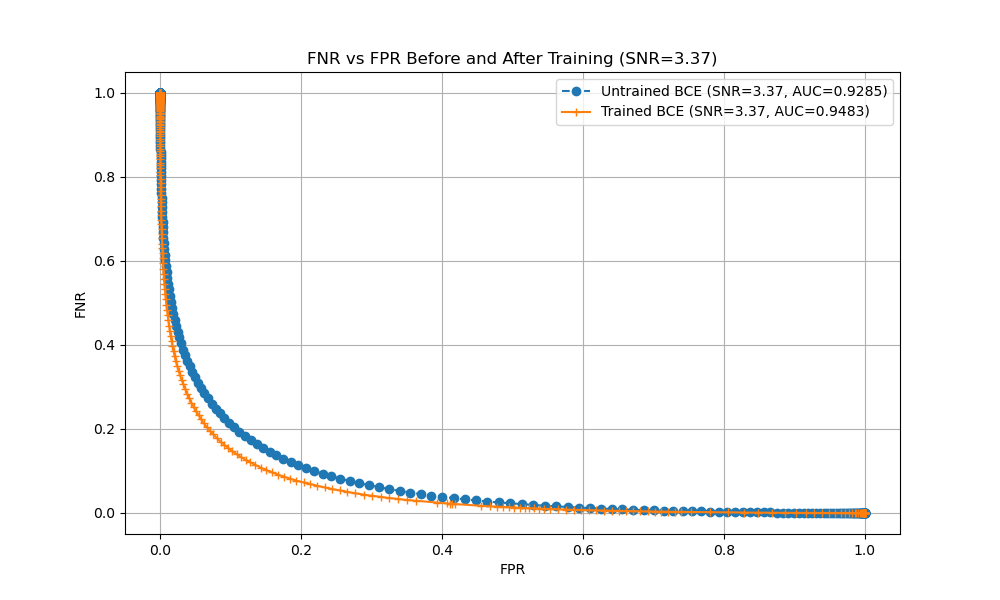 FNR vs FPR Before and After Training (SNR=3.37)
Untrained BCE (SNR=3.37, AUC=0.9285)
Trained BCE (SNR=3.37, AUC=0.9483)
1.0
0.8
0.6
0.4
0.2
0.0
FNR
0.0 0.2 0.4 0.6 0.8 1.0
FPR